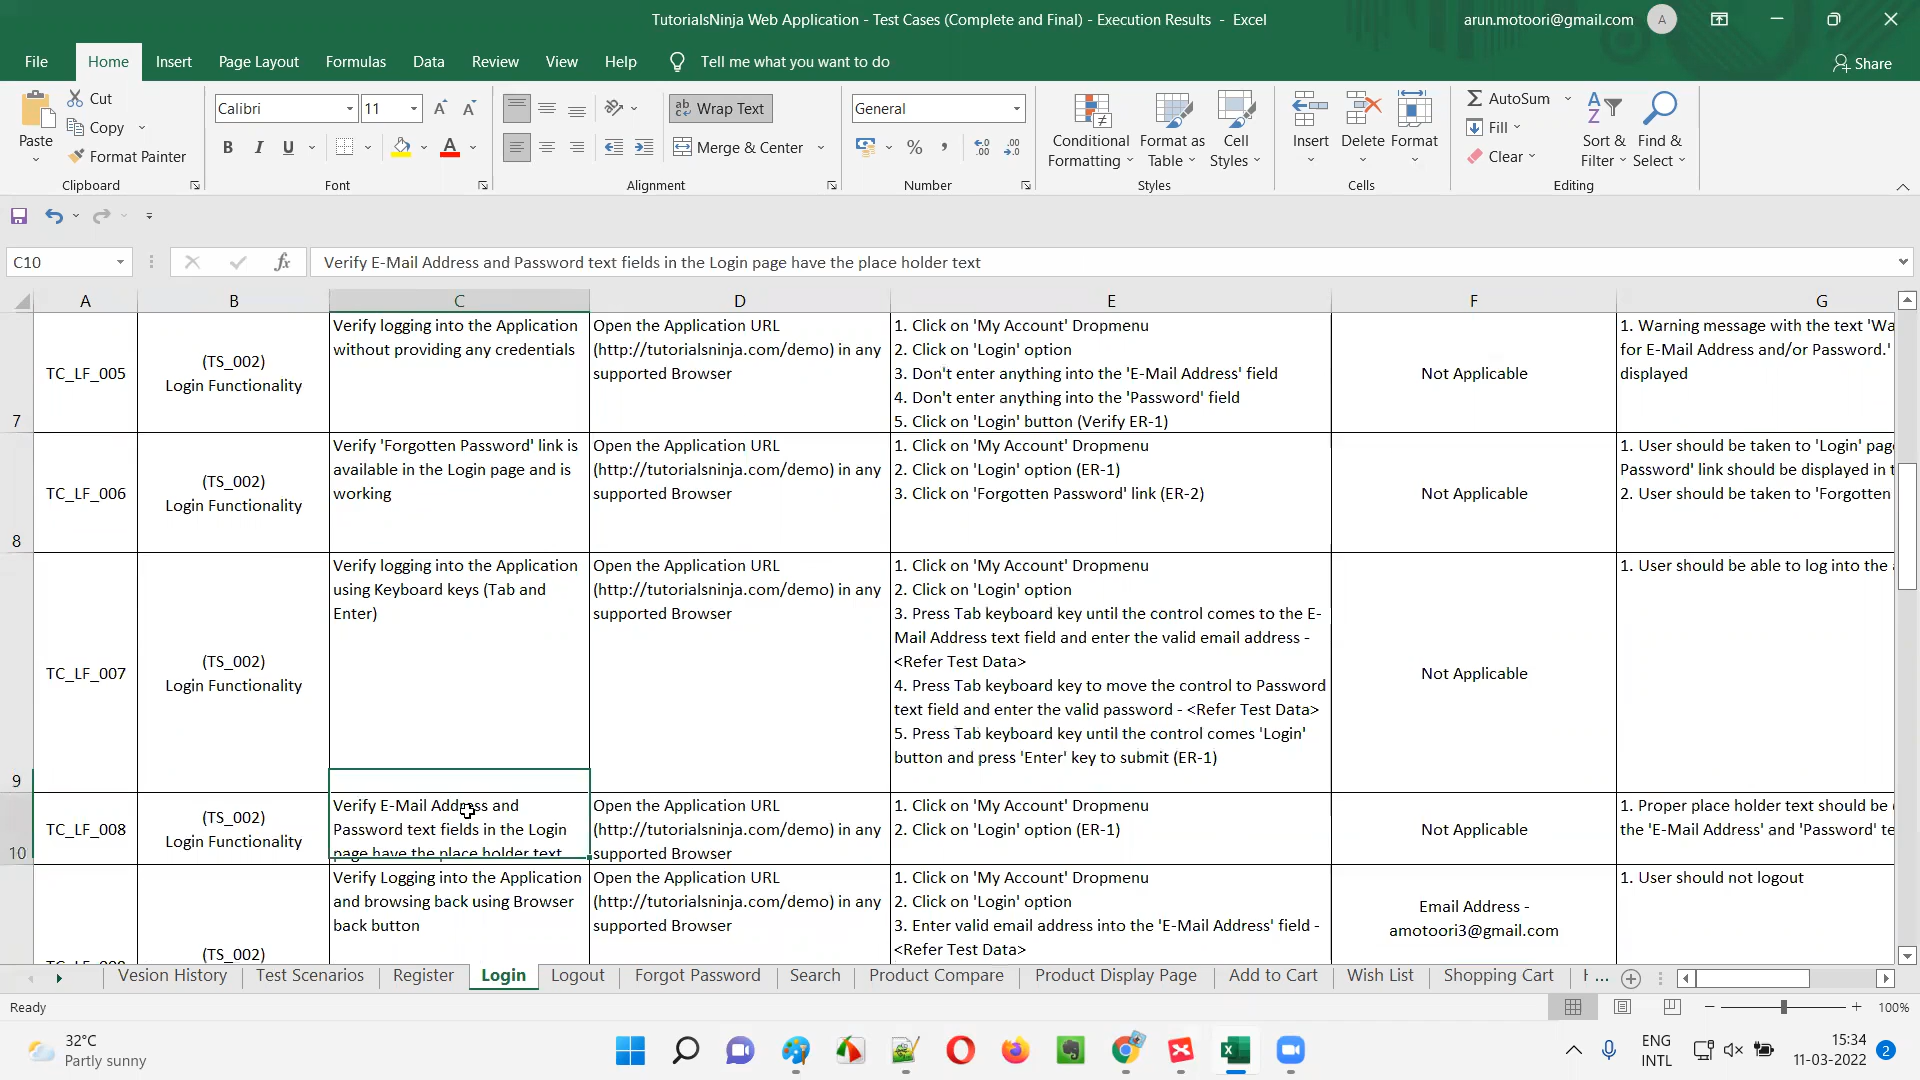 TutorialsNinja Web Application - Test Cases (Complete and Final) - Execution Results - Excel
arun.motoori@gmail.com
A
File
Home
Insert
Page Layout
Formulas
Data
Review
View
Help
Tell me what you want to do
Share
Paste
Cut
Copy
Format Painter
Clipboard
Calibri
11
B I U
A
Font
Wrap Text
Merge & Center
Alignment
General
%
Number
Conditional
Formatting
Format as
Table
Cell
Styles
Styles
Insert
Delete
Format
Cells
AutoSum
Fill
Clear
Sort &
Filter
Find &
Select
Editing
C10
fx
Verify E-Mail Address and Password text fields in the Login page have the place holder text
A
B
C
D
E
F
G
7
TC_LF_005
(TS_002)
Login Functionality
Verify logging into the Application
without providing any credentials
Open the Application URL
(http://tutorialsninja.com/demo) in any
supported Browser
1. Click on 'My Account' Dropmenu
2. Click on 'Login' option
3. Don't enter anything into the 'E-Mail Address' field
4. Don't enter anything into the 'Password' field
5. Click on 'Login' button (Verify ER-1)
Not Applicable
1. Warning message with the text 'Wa
for E-Mail Address and/or Password.'
displayed
8
TC_LF_006
(TS_002)
Login Functionality
Verify 'Forgotten Password' link is
available in the Login page and is
working
Open the Application URL
(http://tutorialsninja.com/demo) in any
supported Browser
1. Click on 'My Account' Dropmenu
2. Click on 'Login' option (ER-1)
3. Click on 'Forgotten Password' link (ER-2)
Not Applicable
1. User should be taken to 'Login' pag
Password' link should be displayed in t
2. User should be taken to 'Forgotten
9
TC_LF_007
(TS_002)
Login Functionality
Verify logging into the Application
using Keyboard keys (Tab and
Enter)
Open the Application URL
(http://tutorialsninja.com/demo) in any
supported Browser
1. Click on 'My Account' Dropmenu
2. Click on 'Login' option
3. Press Tab keyboard key until the control comes to the E-
Mail Address text field and enter the valid email address -
<Refer Test Data>
4. Press Tab keyboard key to move the control to Password
text field and enter the valid password - <Refer Test Data>
5. Press Tab keyboard key until the control comes 'Login'
button and press 'Enter' key to submit (ER-1)
Not Applicable
1. User should be able to log into the a
10
TC_LF_008
(TS_002)
Login Functionality
Verify E-Mail Address and
Password text fields in the Login
page have the place holder text
Open the Application URL
(http://tutorialsninja.com/demo) in any
supported Browser
1. Click on 'My Account' Dropmenu
2. Click on 'Login' option (ER-1)
Not Applicable
1. Proper place holder text should be
the 'E-Mail Address' and 'Password' te
(TS_002)
Verify Logging into the Application
and browsing back using Browser
back button
Open the Application URL
(http://tutorialsninja.com/demo) in any
supported Browser
1. Click on 'My Account' Dropmenu
2. Click on 'Login' option
3. Enter valid email address into the 'E-Mail Address' field -
<Refer Test Data>
Email Address -
amotoori3@gmail.com
1. User should not logout
Vesion History
Test Scenarios
Register
Login
Logout
Forgot Password
Search
Product Compare
Product Display Page
Add to Cart
Wish List
Shopping Cart
...
Ready
100%
32°C
Partly sunny
ENG
INTL
15:34
11-03-2022
2